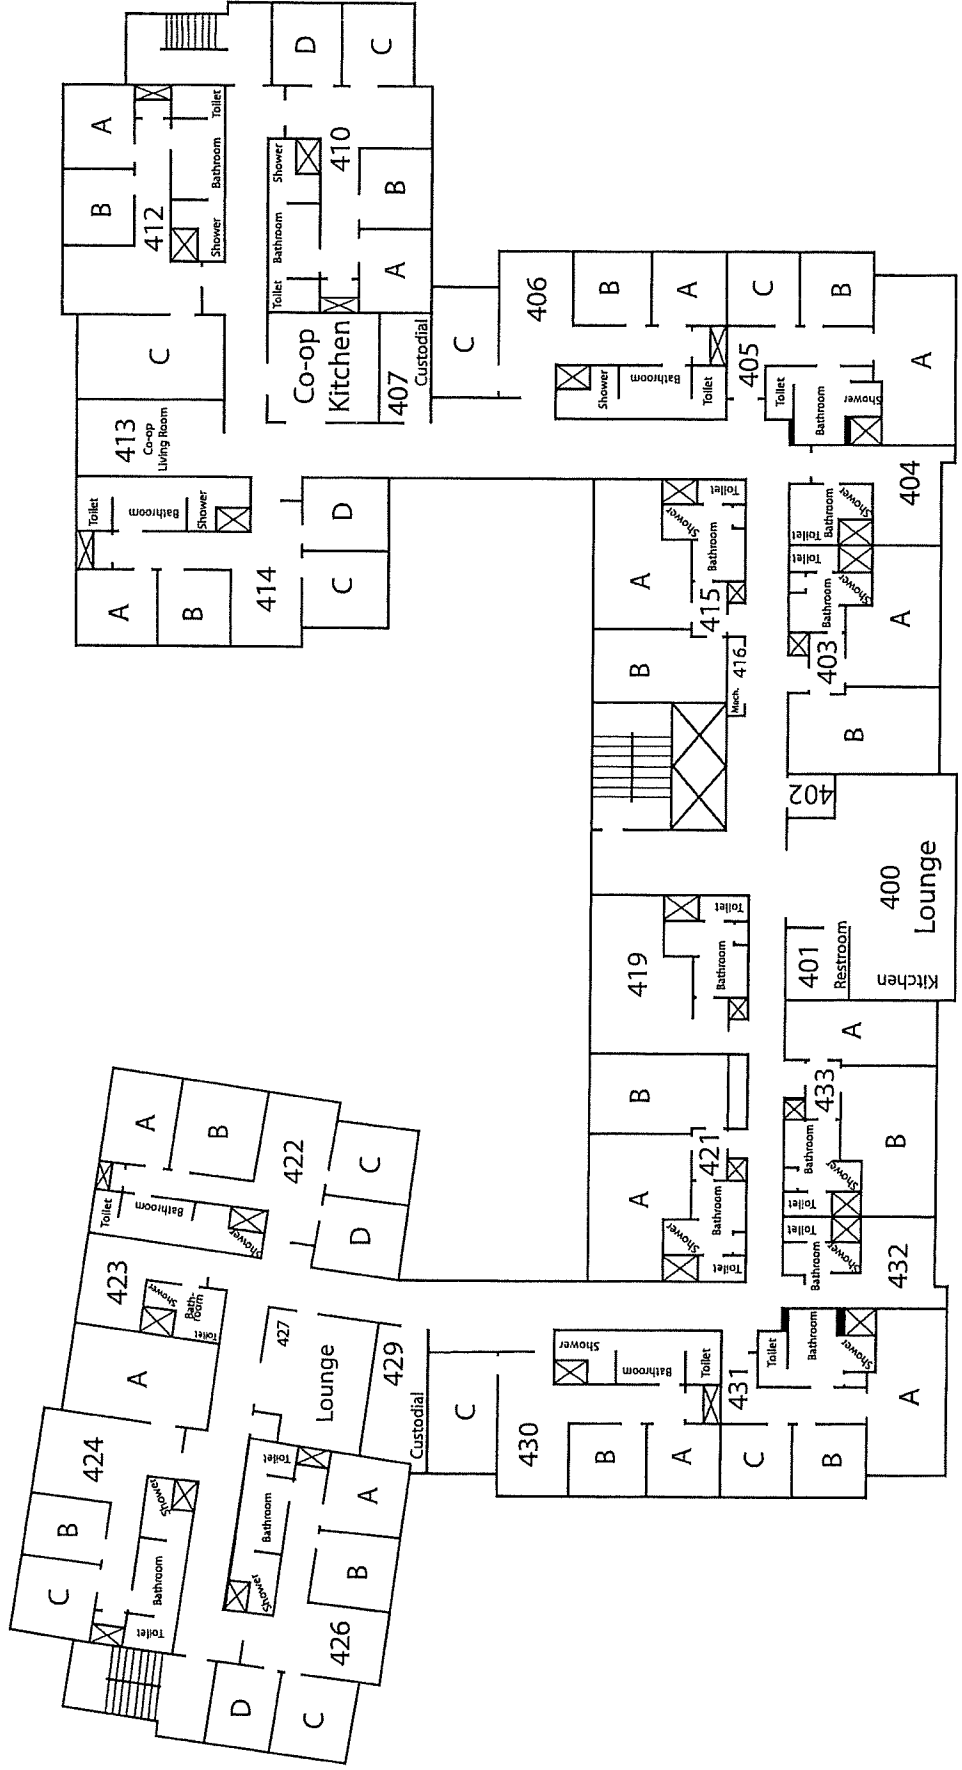 D
C
A
Toilet
B
Bathroom
412
Shower
Shower
410
Bathroom
B
Toilet
A
C
Co-op
Kitchen
407
Custodial
413
Co-op
Living Room
C
406
B
A
C
B
Shower
Bathroom
Toilet
405
Toilet
Bathroom
Shower
A
Toilet
Bathroom
Shower
D
A
B
414
C
Toilet
Shower
Bathroom
A
415
B
416
Mech.
404
Shower
Bathroom
Toilet
Toilet
Shower
Bathroom
403
A
B
402
400
Lounge
401
Restroom
Kitchen
419
Toilet
Bathroom
B
421
A
Bathroom
Shower
Toilet
A
433
B
Bathroom
Shower
Toilet
Toilet
Bathroom
Shower
432
A
B
422
C
D
Toilet
Bathroom
Shower
423
Shower
Bath-
room
Toilet
A
427
Lounge
429
Custodial
C
430
Shower
Bathroom
Toilet
B
A
C
B
431
Toilet
Bathroom
Shower
A
424
B
C
Shower
Bathroom
Toilet
Toilet
Bathroom
Shower
A
B
426
D
C